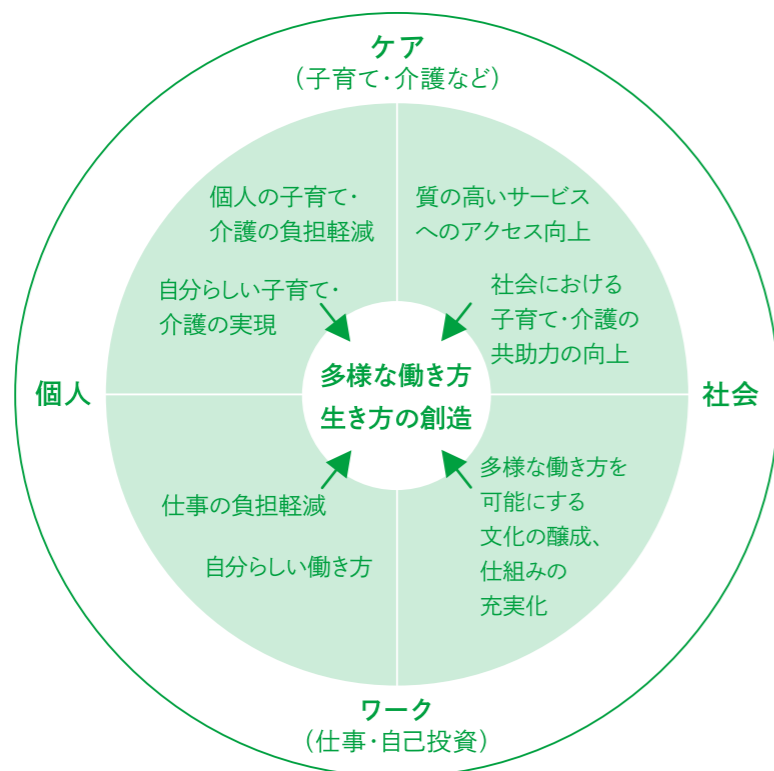 ケア
（子育て・介護など）
個人の子育て・
介護の負担軽減
自分らしい子育て・
介護の実現
質の高いサービス
へのアクセス向上
社会における
子育て・介護の
共助力の向上
個人
多様な働き方
生き方の創造
社会
仕事の負担軽減
自分らしい働き方
多様な働き方を
可能にする
文化の醸成、
仕組みの
充実化
ワーク
（仕事・自己投資）